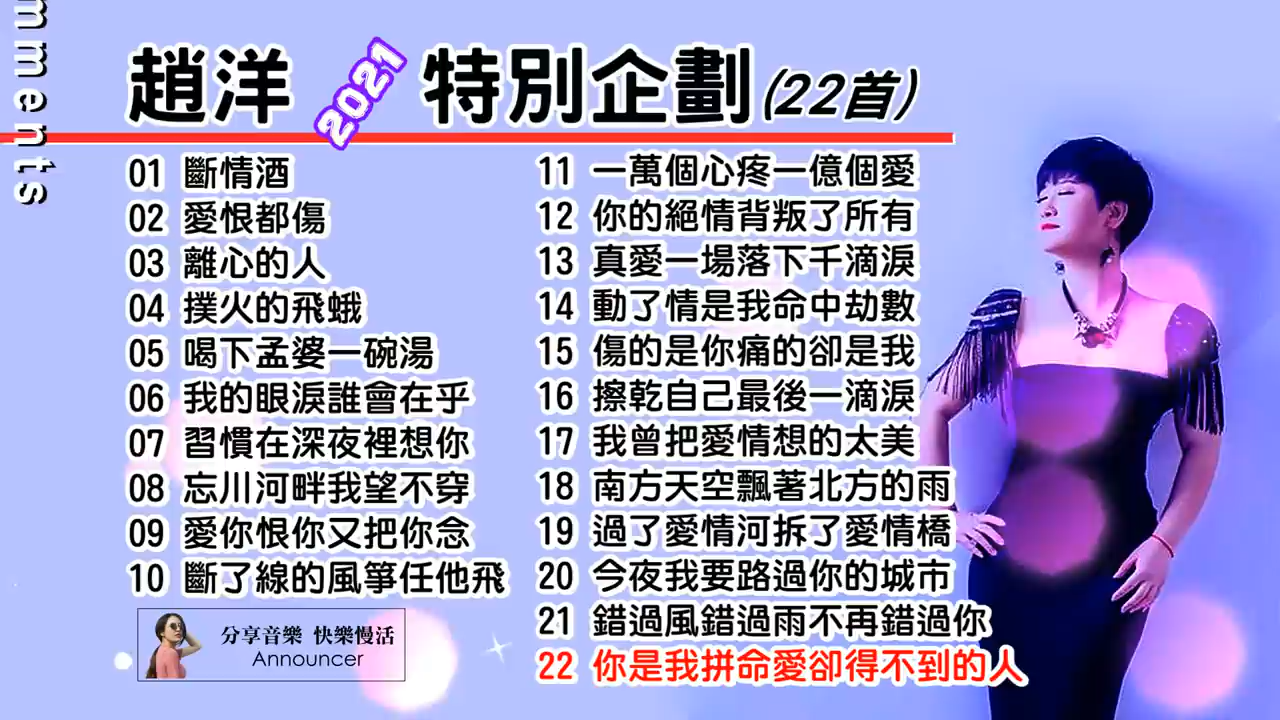 mments
趙洋 2021 特別企劃 (22首)
01 斷情酒
02 愛恨都傷
03 離心的人
04 撲火的飛蛾
05 喝下孟婆一碗湯
06 我的眼淚誰會在乎
07 習慣在深夜裡想你
08 忘川河畔我望不穿
09 愛你恨你又把你念
10 斷了線的風箏任他飛
11 一萬個心疼一億個愛
12 你的絕情背叛了所有
13 真愛一場落下千滴淚
14 動了情是我命中劫數
15 傷的是你痛的卻是我
16 擦乾自己最後一滴淚
17 我曾把愛情想的太美
18 南方天空飄著北方的雨
19 過了愛情河拆了愛情橋
20 今夜我要路過你的城市
21 錯過風錯過雨不再錯過你
22 你是我拼命愛卻得不到的人
分享音樂 快樂慢活
Announcer